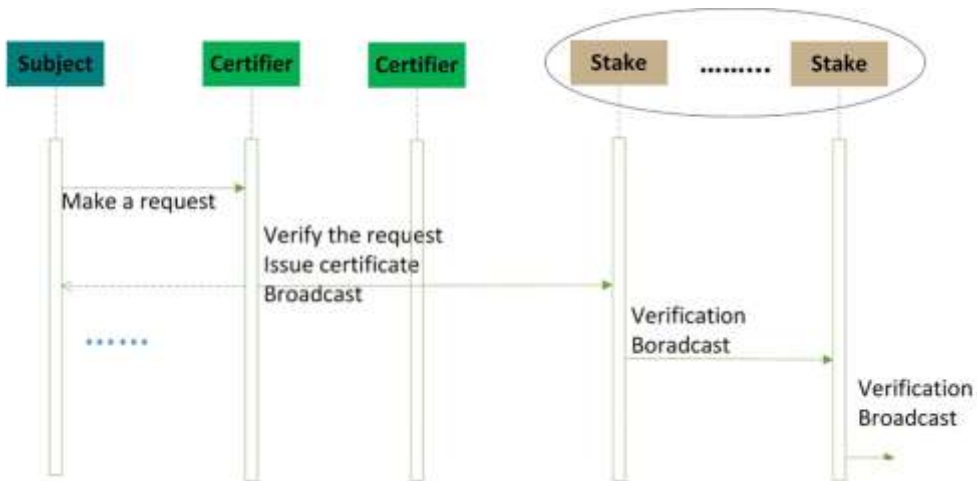 Subject Certifier Certifier Stake ......... Stake
Make a request
Verify the request
Issue certificate
Broadcast
......
Verification
Boradcast
Verification
Broadcast